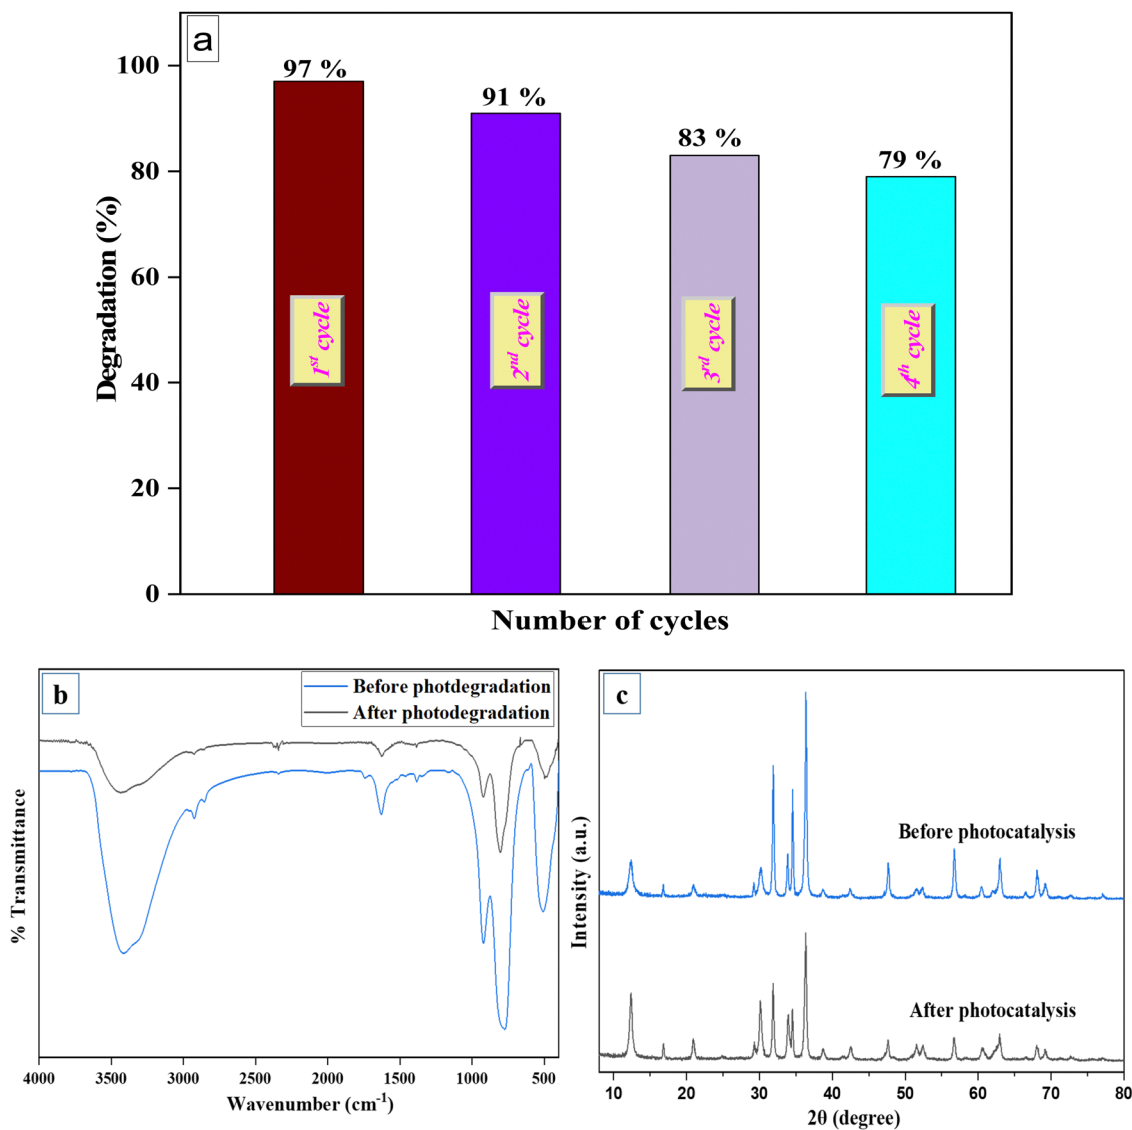 a
100
80
60
40
20
0
Degradation (%)
97 %
91 %
83 %
79 %
1st cycle
2nd cycle
3rd cycle
4th cycle
Number of cycles
b
Before photdegradation
After photodegradation
% Transmittance
4000 3500 3000 2500 2000 1500 1000 500
Wavenumber (cm-1)
c
Before photocatalysis
After photocatalysis
Intensity (a.u.)
10 20 30 40 50 60 70 80
2θ (degree)